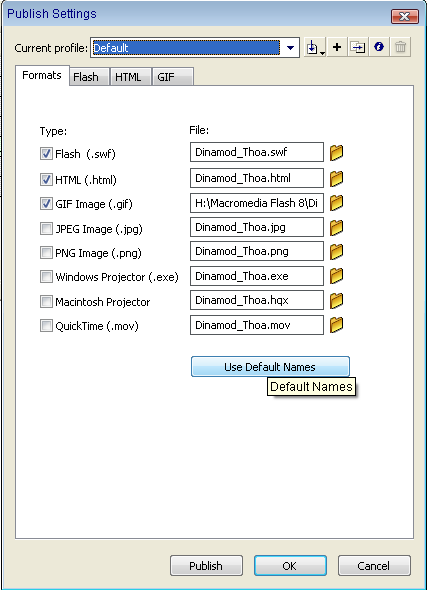 Publish Settings
Current profile: Default
Formats Flash HTML GIF
Type: File:
Flash (.swf) Dinamod_Thoa.swf
HTML (.html) Dinamod_Thoa.html
GIF Image (.gif) H:\Macromedia Flash 8\Di
JPEG Image (.jpg) Dinamod_Thoa.jpg
PNG Image (.png) Dinamod_Thoa.png
Windows Projector (.exe) Dinamod_Thoa.exe
Macintosh Projector Dinamod_Thoa.hqx
QuickTime (.mov) Dinamod_Thoa.mov
Use Default Names
Default Names
Publish OK Cancel